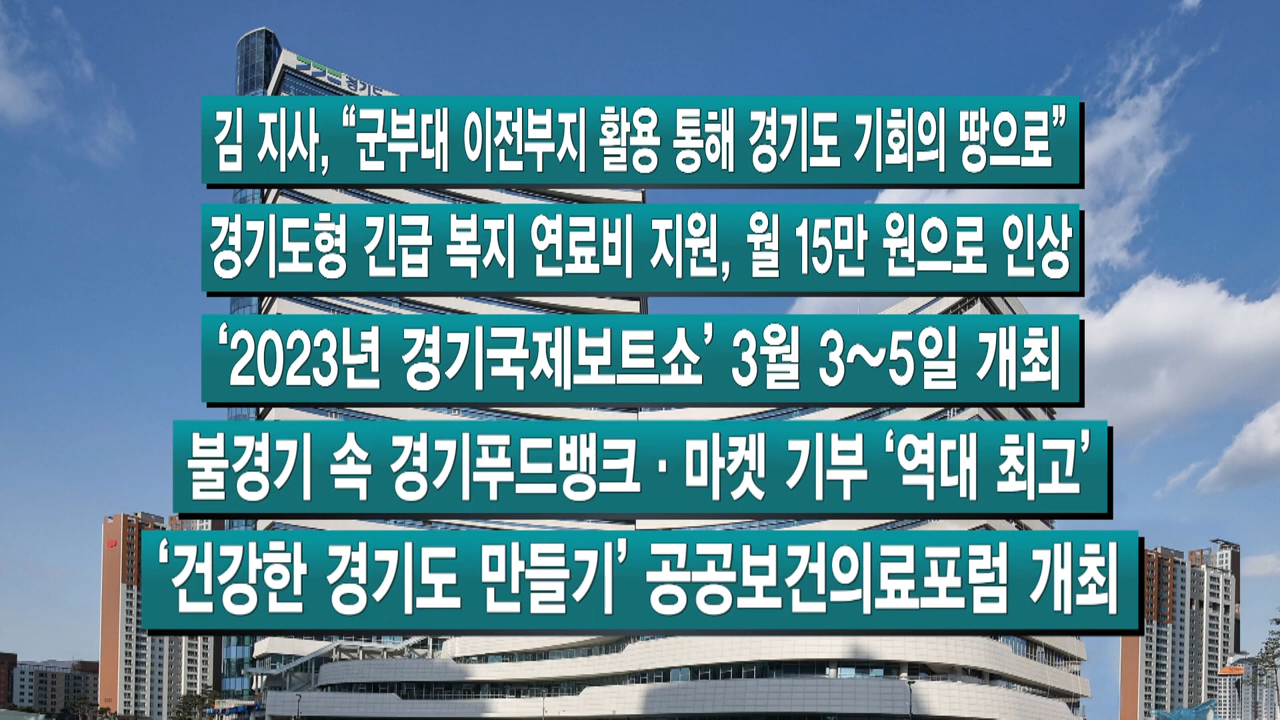 경기도
김 지사, “군부대 이전부지 활용 통해 경기도 기회의 땅으로”
경기도형 긴급 복지 연료비 지원, 월 15만 원으로 인상
‘2023년 경기국제보트쇼’ 3월 3~5일 개최
불경기 속 경기푸드뱅크·마켓 기부 ‘역대 최고’
‘건강한 경기도 만들기’ 공공보건의료포럼 개최